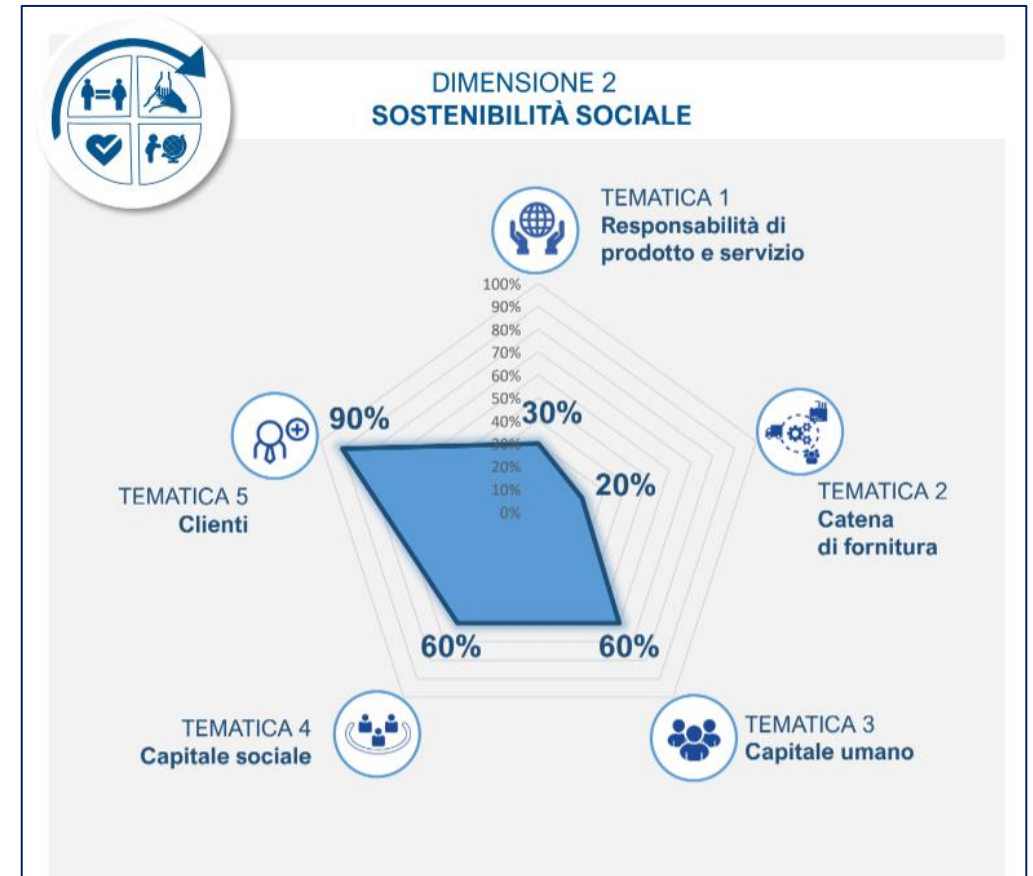 DIMENSIONE 2
SOSTENIBILITÀ SOCIALE
TEMATICA 1
Responsabilità di
prodotto e servizio
100%
90%
80%
70%
60%
50%
40%
30%
20%
10%
0%
30%
20%
60%
60%
90%
TEMATICA 2
Catena
di fornitura
TEMATICA 3
Capitale umano
TEMATICA 4
Capitale sociale
TEMATICA 5
Clienti